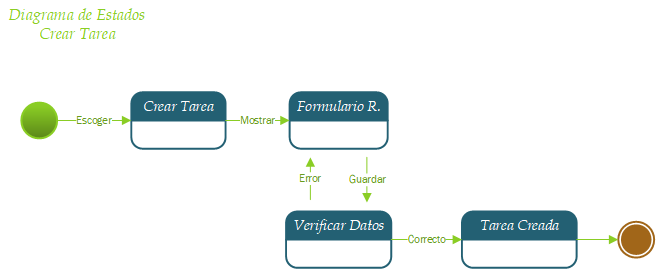 Diagrama de Estados
Crear Tarea
Escoger
Crear Tarea
Mostrar
Formulario R.
Error
Guardar
Verificar Datos
Correcto
Tarea Creada